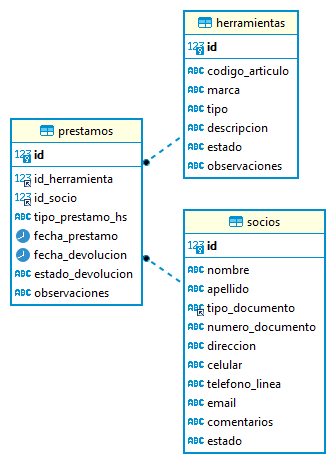 herramientas
123 id
ABC codigo_articulo
ABC marca
ABC tipo
ABC descripcion
ABC estado
ABC observaciones
prestamos
123 id
123 id_herramienta
123 id_socio
ABC tipo_prestamo_hs
fecha_prestamo
fecha_devolucion
ABC estado_devolucion
ABC observaciones
socios
123 id
ABC nombre
ABC apellido
ABC tipo_documento
ABC numero_documento
ABC direccion
ABC celular
ABC telefono_linea
ABC email
ABC comentarios
ABC estado